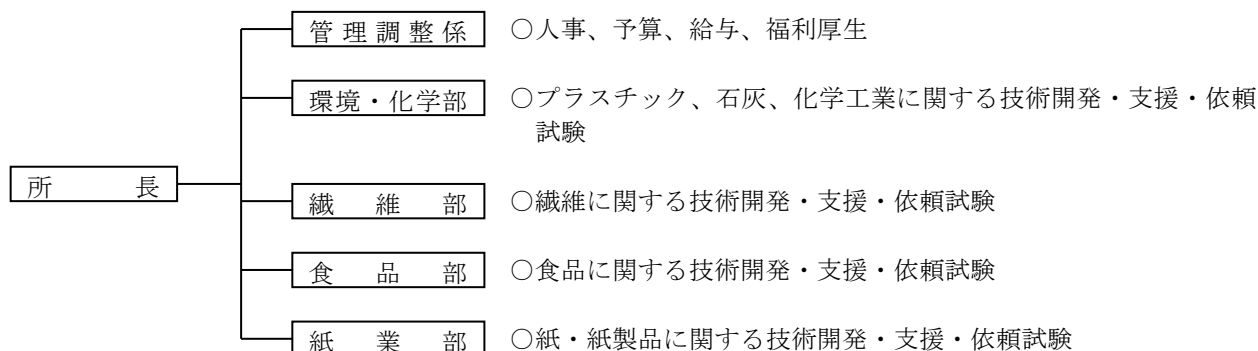 管理調整係 ○人事、予算、給与、福利厚生
環境・化学部 ○プラスチック、石灰、化学工業に関する技術開発・支援・依頼
試験
所長
繊維部 ○繊維に関する技術開発・支援・依頼試験
食品部 ○食品に関する技術開発・支援・依頼試験
紙業部 ○紙・紙製品に関する技術開発・支援・依頼試験